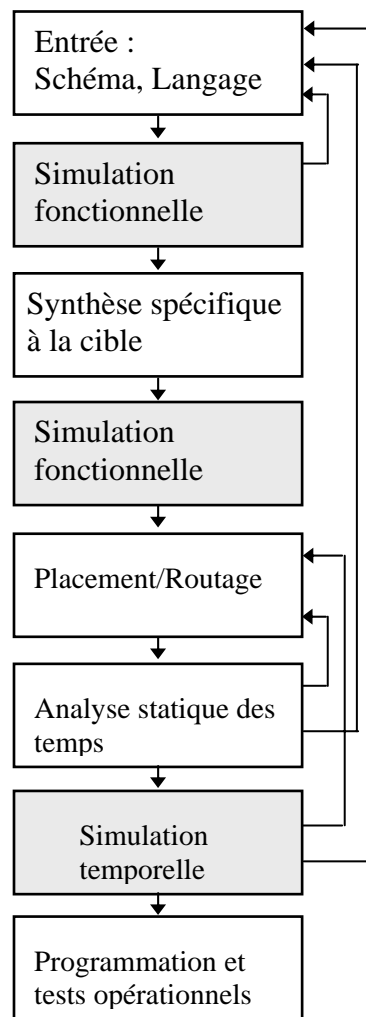 Entrée :
Schéma, Langage
Simulation
fonctionnelle
Synthèse spécifique
à la cible
Simulation
fonctionnelle
Placement/Routage
Analyse statique des
temps
Simulation
temporelle
Programmation et
tests opérationnels